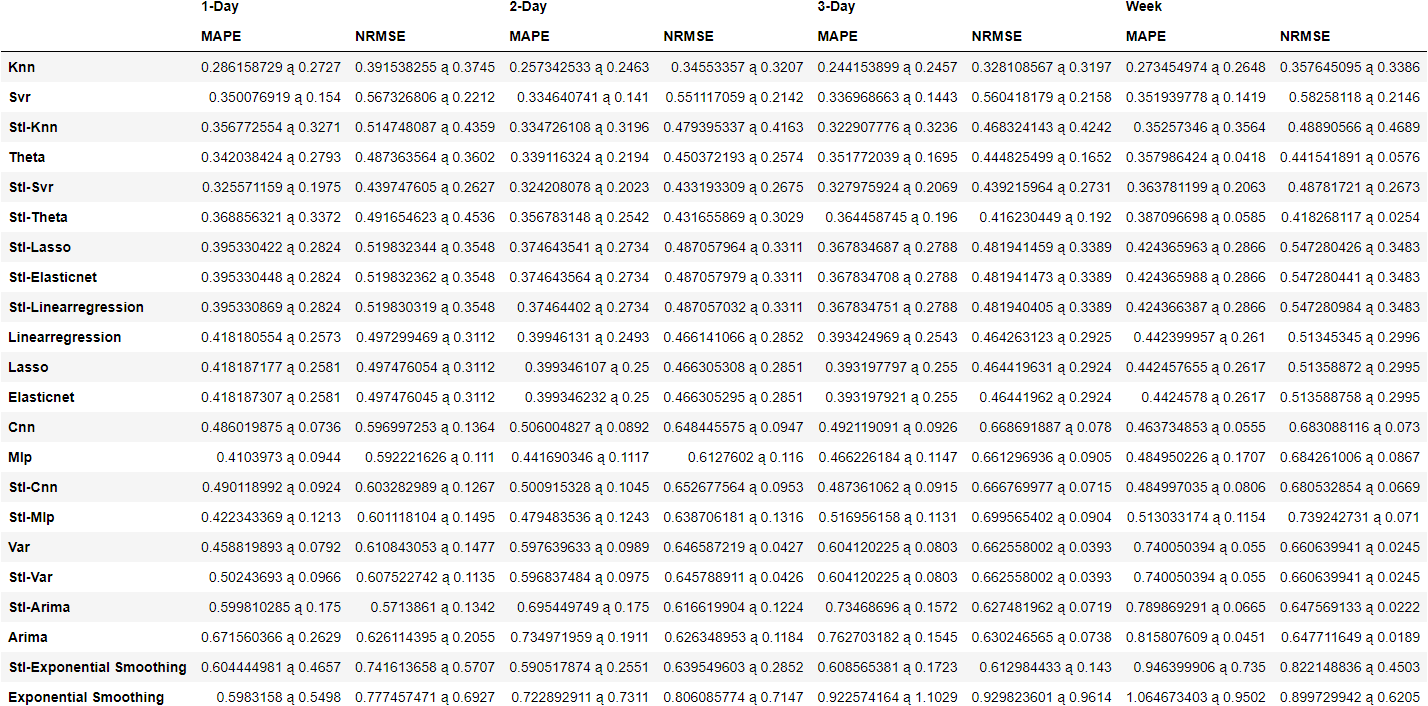 1-Day 2-Day 3-Day Week
MAPE NRMSE MAPE NRMSE MAPE NRMSE MAPE NRMSE
Knn 0.286158729 ą 0.2727 0.391538255 ą 0.3745 0.257342533 ą 0.2463 0.34553357 ą 0.3207 0.244153899 ą 0.2457 0.328108567 ą 0.3197 0.273454974 ą 0.2648 0.357645095 ą 0.3386
Svr 0.350076919 ą 0.154 0.567326806 ą 0.2212 0.334640741 ą 0.141 0.551117059 ą 0.2142 0.336968663 ą 0.1443 0.560418179 ą 0.2158 0.351939778 ą 0.1419 0.58258118 ą 0.2146
Stl-Knn 0.356772554 ą 0.3271 0.514748087 ą 0.4359 0.334726108 ą 0.3196 0.479395337 ą 0.4163 0.322907776 ą 0.3236 0.468324143 ą 0.4242 0.35257346 ą 0.3564 0.48890566 ą 0.4689
Theta 0.342038424 ą 0.2793 0.487363564 ą 0.3602 0.339116324 ą 0.2194 0.450372193 ą 0.2574 0.351772039 ą 0.1695 0.444825499 ą 0.1652 0.357986424 ą 0.0418 0.441541891 ą 0.0576
Stl-Svr 0.325571159 ą 0.1975 0.439747605 ą 0.2627 0.324208078 ą 0.2023 0.433193309 ą 0.2675 0.327975924 ą 0.2069 0.439215964 ą 0.2731 0.363781199 ą 0.2063 0.48781721 ą 0.2673
Stl-Theta 0.368856321 ą 0.3372 0.491654623 ą 0.4536 0.356783148 ą 0.2542 0.431655869 ą 0.3029 0.364458745 ą 0.196 0.416230449 ą 0.192 0.387096698 ą 0.0585 0.418268117 ą 0.0254
Stl-Lasso 0.395330422 ą 0.2824 0.519832344 ą 0.3548 0.374643541 ą 0.2734 0.487057964 ą 0.3311 0.367834687 ą 0.2788 0.481941459 ą 0.3389 0.424365963 ą 0.2866 0.547280426 ą 0.3483
Stl-Elasticnet 0.395330448 ą 0.2824 0.519832362 ą 0.3548 0.374643564 ą 0.2734 0.487057979 ą 0.3311 0.367834708 ą 0.2788 0.481941473 ą 0.3389 0.424365988 ą 0.2866 0.547280441 ą 0.3483
Stl-Linearregression 0.395330869 ą 0.2824 0.519830319 ą 0.3548 0.37464402 ą 0.2734 0.487057032 ą 0.3311 0.367834751 ą 0.2788 0.481940405 ą 0.3389 0.424366387 ą 0.2866 0.547280984 ą 0.3483
Linearregression 0.418180554 ą 0.2573 0.497299469 ą 0.3112 0.39946131 ą 0.2493 0.466141066 ą 0.2852 0.393424969 ą 0.2543 0.464263123 ą 0.2925 0.442399957 ą 0.261 0.51345345 ą 0.2996
Lasso 0.418187177 ą 0.2581 0.497476054 ą 0.3112 0.399346107 ą 0.25 0.466305308 ą 0.2851 0.393197797 ą 0.255 0.464419631 ą 0.2924 0.442457655 ą 0.2617 0.51358872 ą 0.2995
Elasticnet 0.418187307 ą 0.2581 0.497476045 ą 0.3112 0.399346232 ą 0.25 0.466305295 ą 0.2851 0.393197921 ą 0.255 0.46441962 ą 0.2924 0.4424578 ą 0.2617 0.513588758 ą 0.2995
Cnn 0.486019875 ą 0.0736 0.596997253 ą 0.1364 0.506004827 ą 0.0892 0.648445575 ą 0.0947 0.492119091 ą 0.0926 0.668691887 ą 0.078 0.463734853 ą 0.0555 0.683088116 ą 0.073
Mlp 0.4103973 ą 0.0944 0.592221626 ą 0.111 0.441690346 ą 0.1117 0.6127602 ą 0.116 0.466226184 ą 0.1147 0.661296936 ą 0.0905 0.484950226 ą 0.1707 0.684261006 ą 0.0867
Stl-Cnn 0.490118992 ą 0.0924 0.603282989 ą 0.1267 0.500915328 ą 0.1045 0.652677564 ą 0.0953 0.487361062 ą 0.0915 0.666769977 ą 0.0715 0.484997035 ą 0.0806 0.680532854 ą 0.0669
Stl-Mlp 0.422343369 ą 0.1213 0.601118104 ą 0.1495 0.479483536 ą 0.1243 0.638706181 ą 0.1316 0.516956158 ą 0.1131 0.699565402 ą 0.0904 0.513033174 ą 0.1154 0.739242731 ą 0.071
Var 0.458819893 ą 0.0792 0.610843053 ą 0.1477 0.597639633 ą 0.0989 0.646587219 ą 0.0427 0.604120225 ą 0.0803 0.662558002 ą 0.0393 0.740050394 ą 0.055 0.660639941 ą 0.0245
Stl-Var 0.50243693 ą 0.0966 0.607522742 ą 0.1135 0.596837484 ą 0.0975 0.645788911 ą 0.0426 0.604120225 ą 0.0803 0.662558002 ą 0.0393 0.740050394 ą 0.055 0.660639941 ą 0.0245
Stl-Arima 0.599810285 ą 0.175 0.5713861 ą 0.1342 0.695449749 ą 0.175 0.616619904 ą 0.1224 0.73468696 ą 0.1572 0.627481962 ą 0.0719 0.789869291 ą 0.0665 0.647569133 ą 0.0222
Arima 0.671560366 ą 0.2629 0.626114395 ą 0.2055 0.734971959 ą 0.1911 0.626348953 ą 0.1184 0.762703182 ą 0.1545 0.630246565 ą 0.0738 0.815807609 ą 0.0451 0.647711649 ą 0.0189
Stl-Exponential Smoothing 0.604444981 ą 0.4657 0.741613658 ą 0.5707 0.590517874 ą 0.2551 0.639549603 ą 0.2852 0.608565381 ą 0.1723 0.612984433 ą 0.143 0.946399906 ą 0.735 0.822148836 ą 0.4503
Exponential Smoothing 0.5983158 ą 0.5498 0.777457471 ą 0.6927 0.722892911 ą 0.7311 0.806085774 ą 0.7147 0.922574164 ą 1.1029 0.929823601 ą 0.9614 1.064673403 ą 0.9502 0.899729942 ą 0.6205